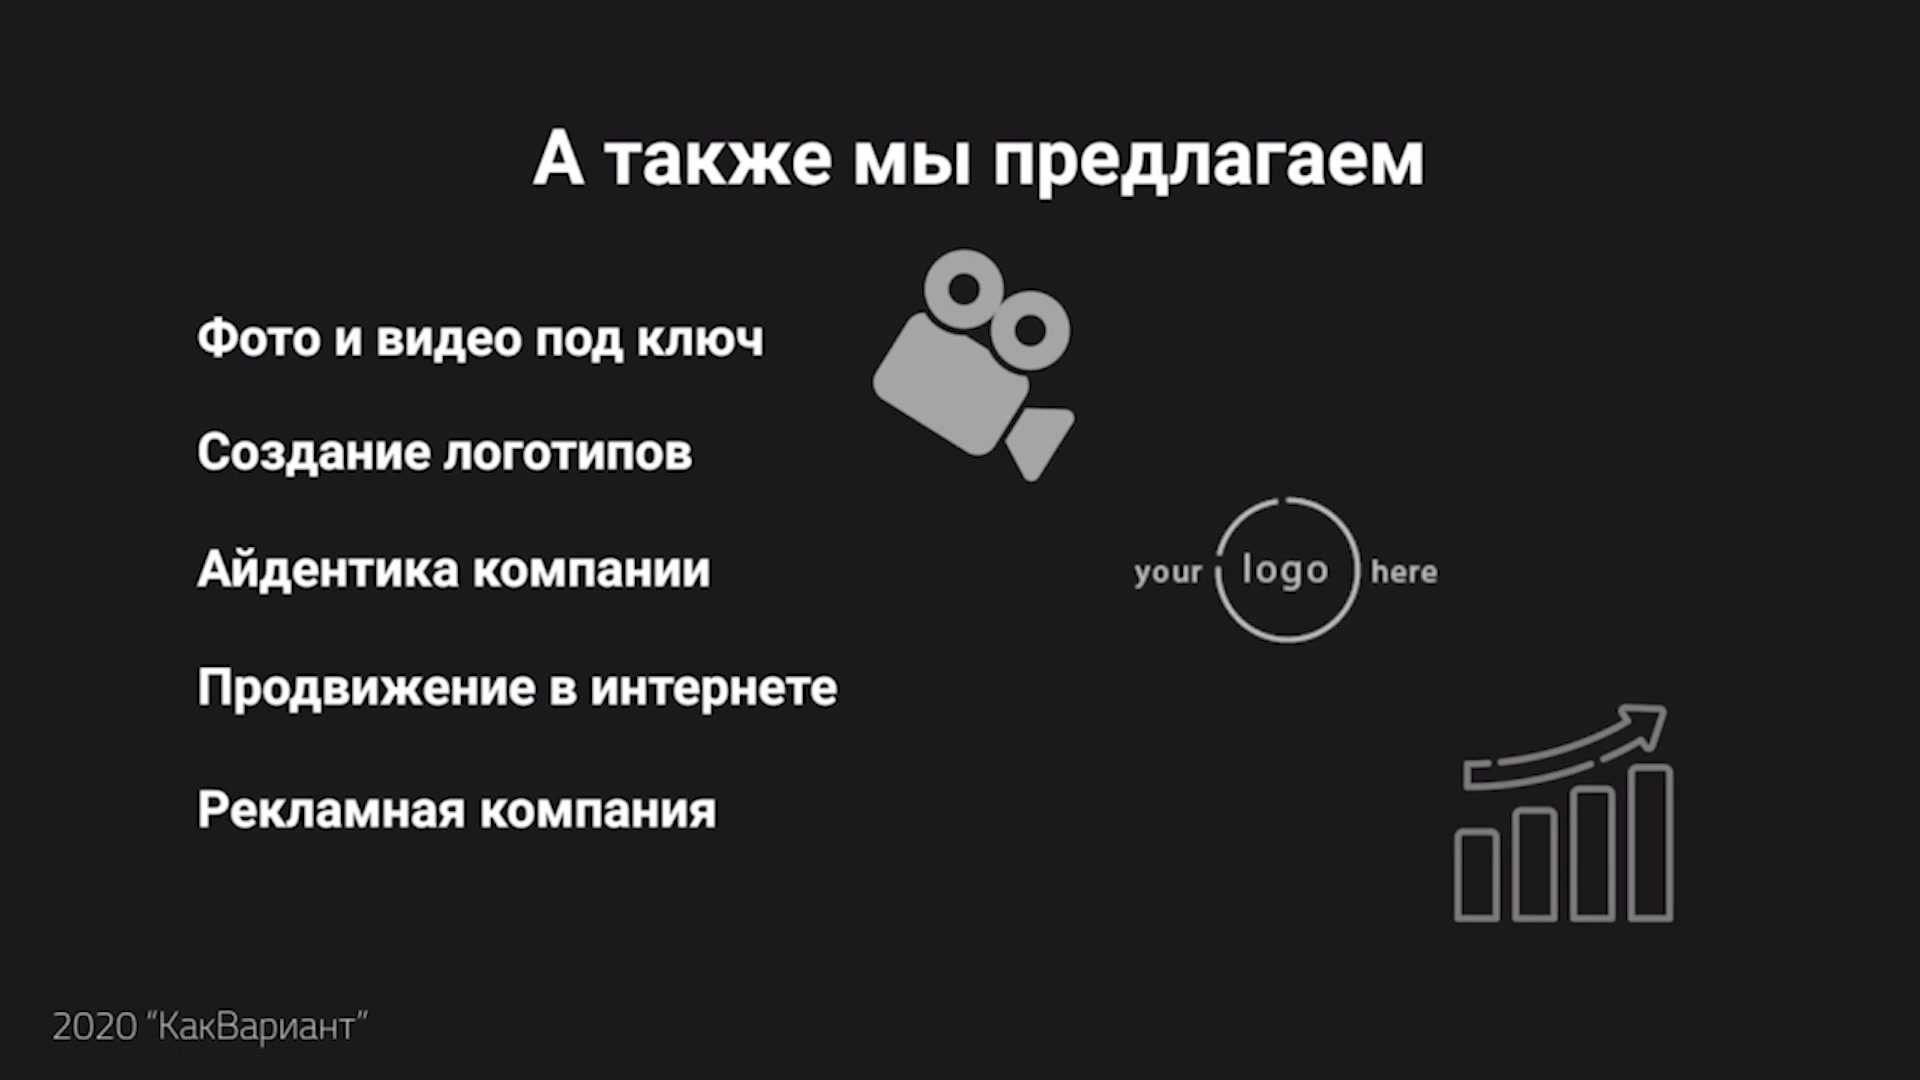 А также мы предлагаем
Фото и видео под ключ
Создание логотипов
Айдентика компании
your logo here
Продвижение в интернете
Рекламная компания
2020 “КакВариант”